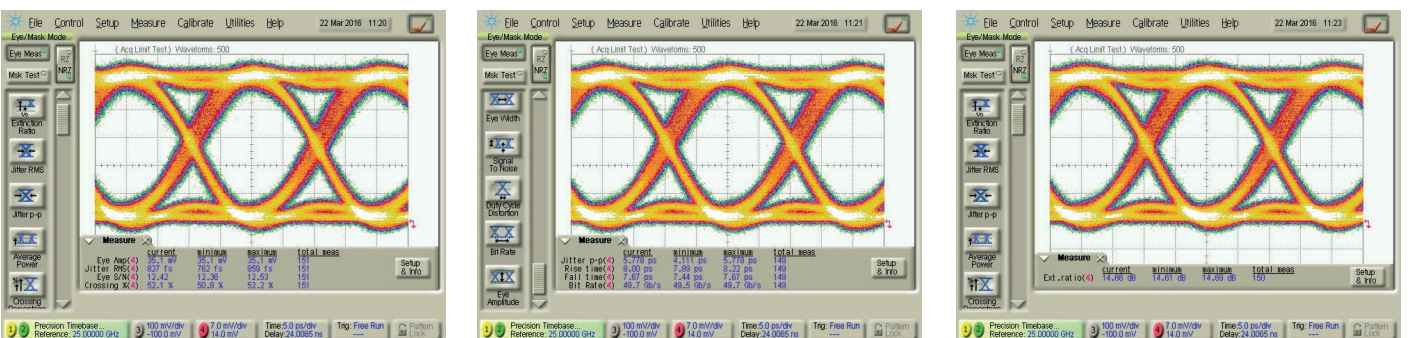 File Control Setup Measure Calibrate Utilities Help 22 Mar 2016 11:20
Eye/Mask Mode
Eye Meas
RZ
NRZ
Msk Test
(Acq Limit Test) Waveforms: 500
Extinction
Ratio
Jitter RMS
Jitter p-p
Average
Power
Crossing
Measure
current minimum maximum total meas
Eye Amp(4) 35.1 mV 35.1 mV 35.1 mV 151
Jitter RMS(4) 827 fs 762 fs 859 fs 151
Eye S/N(4) 12.42 12.36 12.53 151
Crossing %(4) 52.1 % 50.8 % 52.2 % 151
Setup
& Info
1 2 Precision Timebase... 3 100 mV/div 4 7.0 mV/div Time:5.0 ps/div Trig: Free Run Pattern
Reference: 25.00000 GHz -100.0 mV 14.0 mV Delay:24.0065 ns --- Lock
File Control Setup Measure Calibrate Utilities Help 22 Mar 2016 11:21
Eye/Mask Mode
Eye Meas
RZ
NRZ
Msk Test
(Acq Limit Test) Waveforms: 500
Eye Width
Signal
To Noise
Duty Cycle
Distortion
Bit Rate
Eye
Amplitude
Measure
current minimum maximum total meas
Jitter p-p(4) 5.778 ps 4.111 ps 5.778 ps 149
Rise time(4) 8.00 ps 7.89 ps 8.22 ps 149
Fall time(4) 7.67 ps 7.44 ps 7.67 ps 149
Bit Rate(4) 49.7 Gb/s 49.5 Gb/s 49.7 Gb/s 149
Setup
& Info
1 2 Precision Timebase... 3 100 mV/div 4 7.0 mV/div Time:5.0 ps/div Trig: Free Run Pattern
Reference: 25.00000 GHz -100.0 mV 14.0 mV Delay:24.0065 ns --- Lock
File Control Setup Measure Calibrate Utilities Help 22 Mar 2016 11:23
Eye/Mask Mode
Eye Meas
RZ
NRZ
Msk Test
(Acq Limit Test) Waveforms: 500
Extinction
Ratio
Jitter RMS
Jitter p-p
Average
Power
Crossing
Measure
current minimum maximum total meas
Ext.ratio(4) 14.66 dB 14.61 dB 14.69 dB 150
Setup
& Info
1 2 Precision Timebase... 3 100 mV/div 4 7.0 mV/div Time:5.0 ps/div Trig: Free Run Pattern
Reference: 25.00000 GHz -100.0 mV 14.0 mV Delay:24.0065 ns --- Lock